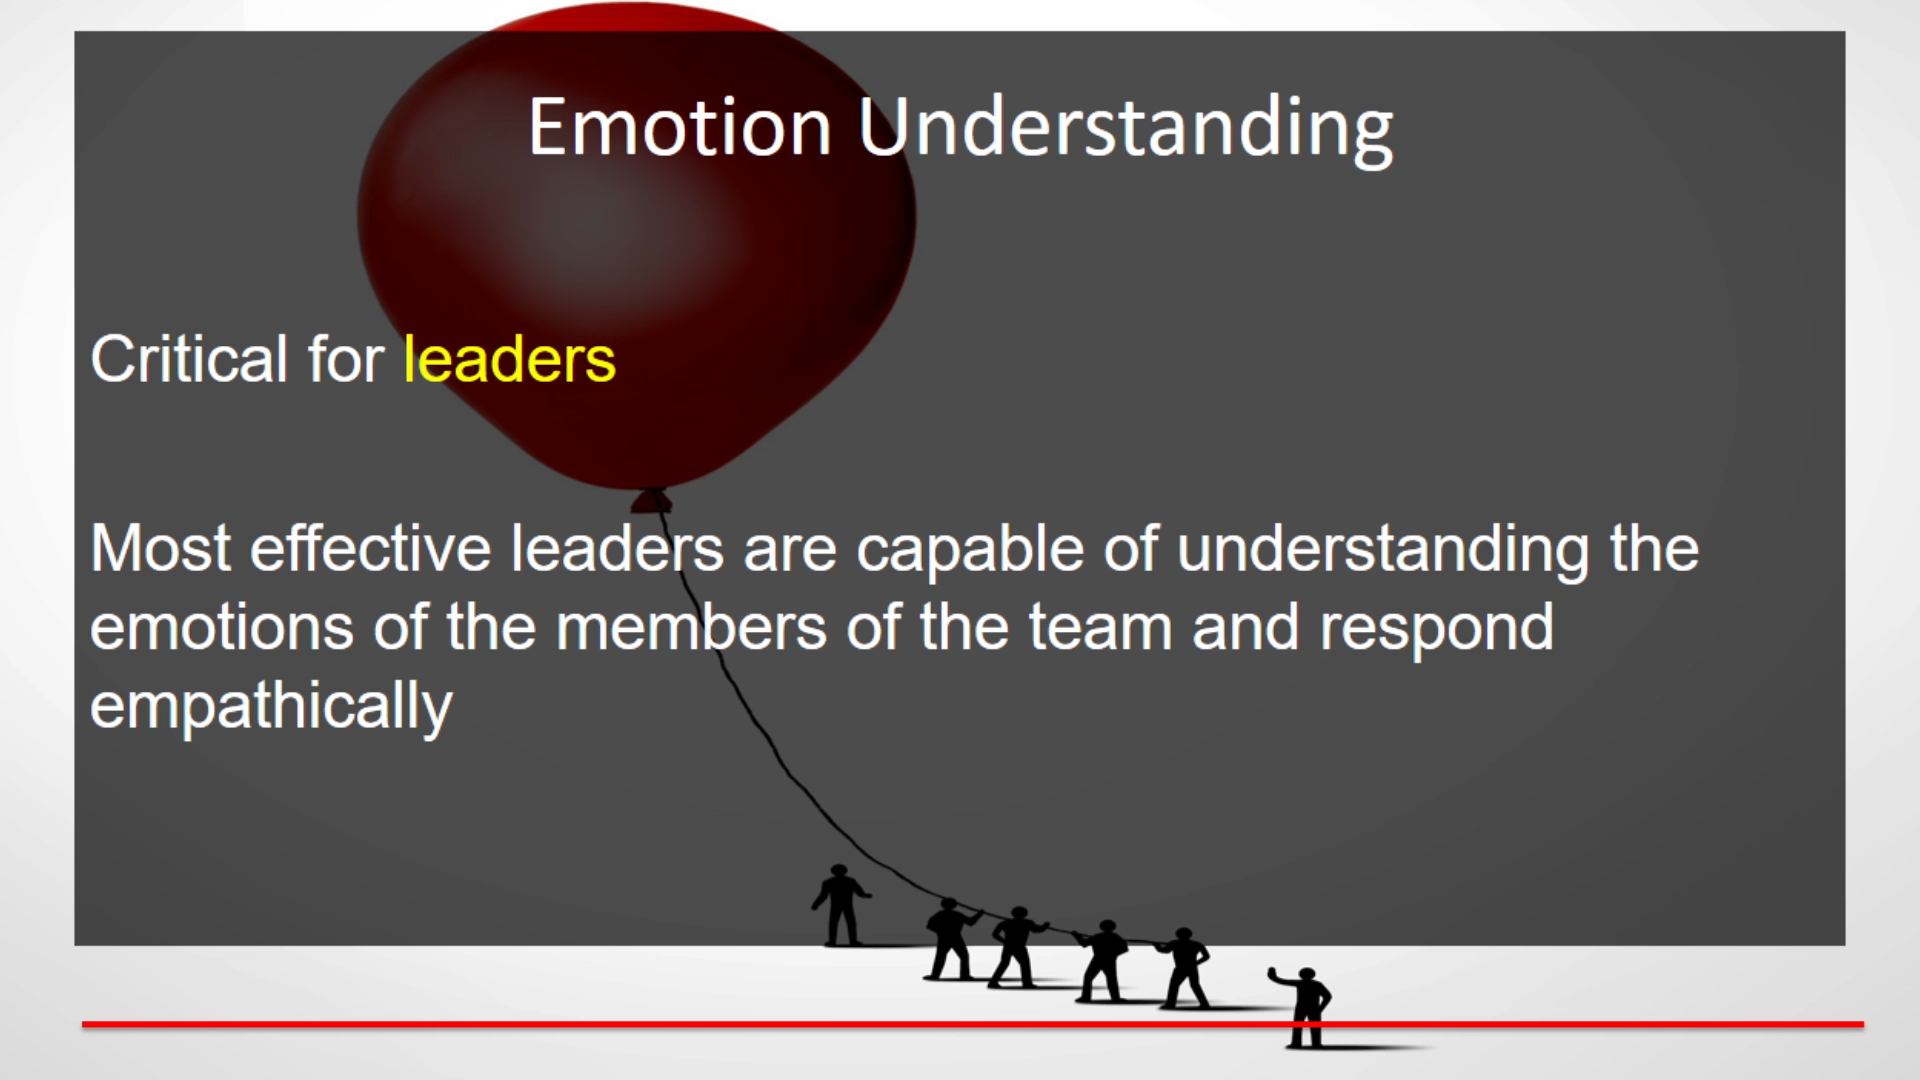 Emotion Understanding
Critical for leaders
Most effective leaders are capable of understanding the
emotions of the members of the team and respond
empathically